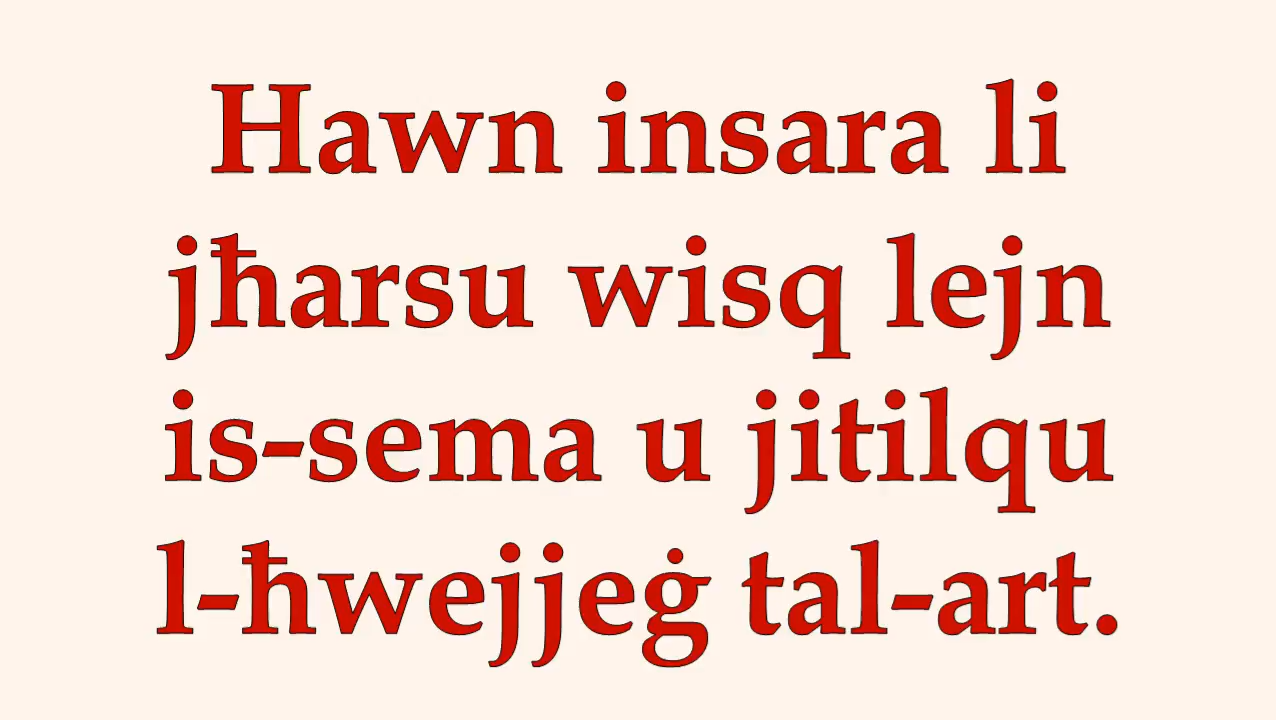 Hawn insara li
jħarsu wisq lejn
is-sema u jitilqu
l-ħwejjeġ tal-art.